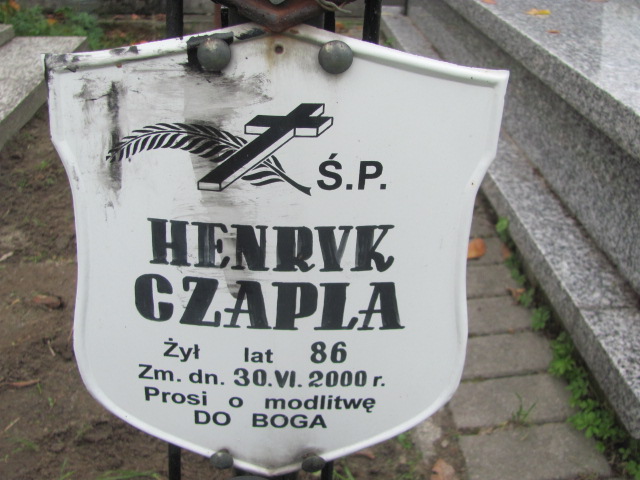 Ś.P.
HENRYK
CZAPLA
Żył lat 86
Zm. dn. 30.VI.2000 r.
Prosi o modlitwę
DO BOGA